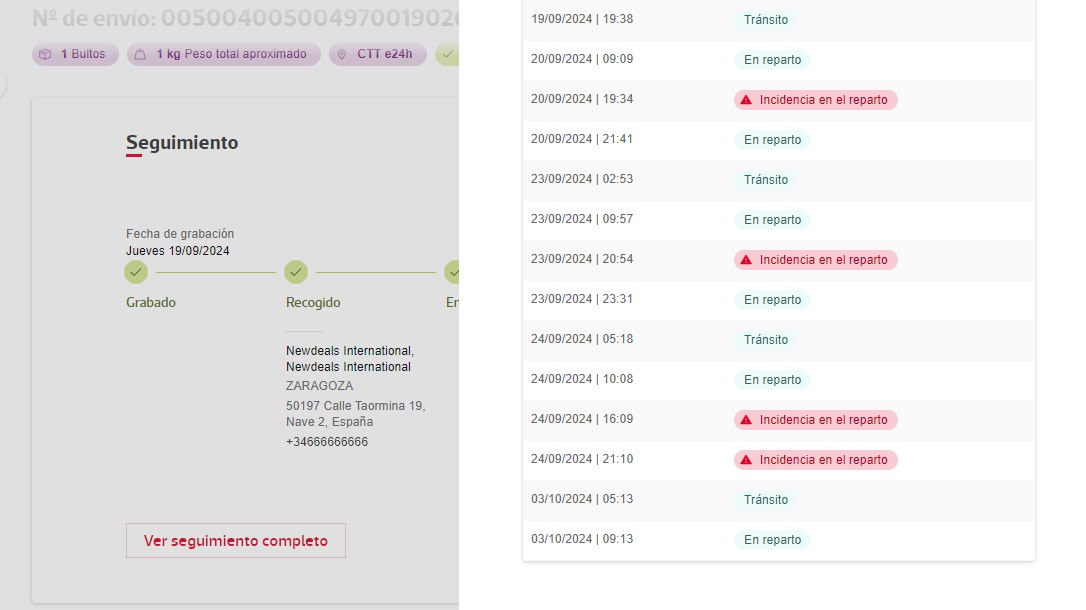 Nº de envío: 00500400500497001902
1 Bultos
1 kg Peso total aproximado
CTT e24h
Seguimiento
Fecha de grabación
Jueves 19/09/2024
Grabado
Recogido
En
Newdeals International,
Newdeals International
ZARAGOZA
50197 Calle Taormina 19,
Nave 2, España
+34666666666
Ver seguimiento completo
19/09/2024 | 19:38 Tránsito
20/09/2024 | 09:09 En reparto
20/09/2024 | 19:34 Incidencia en el reparto
20/09/2024 | 21:41 En reparto
23/09/2024 | 02:53 Tránsito
23/09/2024 | 09:57 En reparto
23/09/2024 | 20:54 Incidencia en el reparto
23/09/2024 | 23:31 En reparto
24/09/2024 | 05:18 Tránsito
24/09/2024 | 10:08 En reparto
24/09/2024 | 16:09 Incidencia en el reparto
24/09/2024 | 21:10 Incidencia en el reparto
03/10/2024 | 05:13 Tránsito
03/10/2024 | 09:13 En reparto